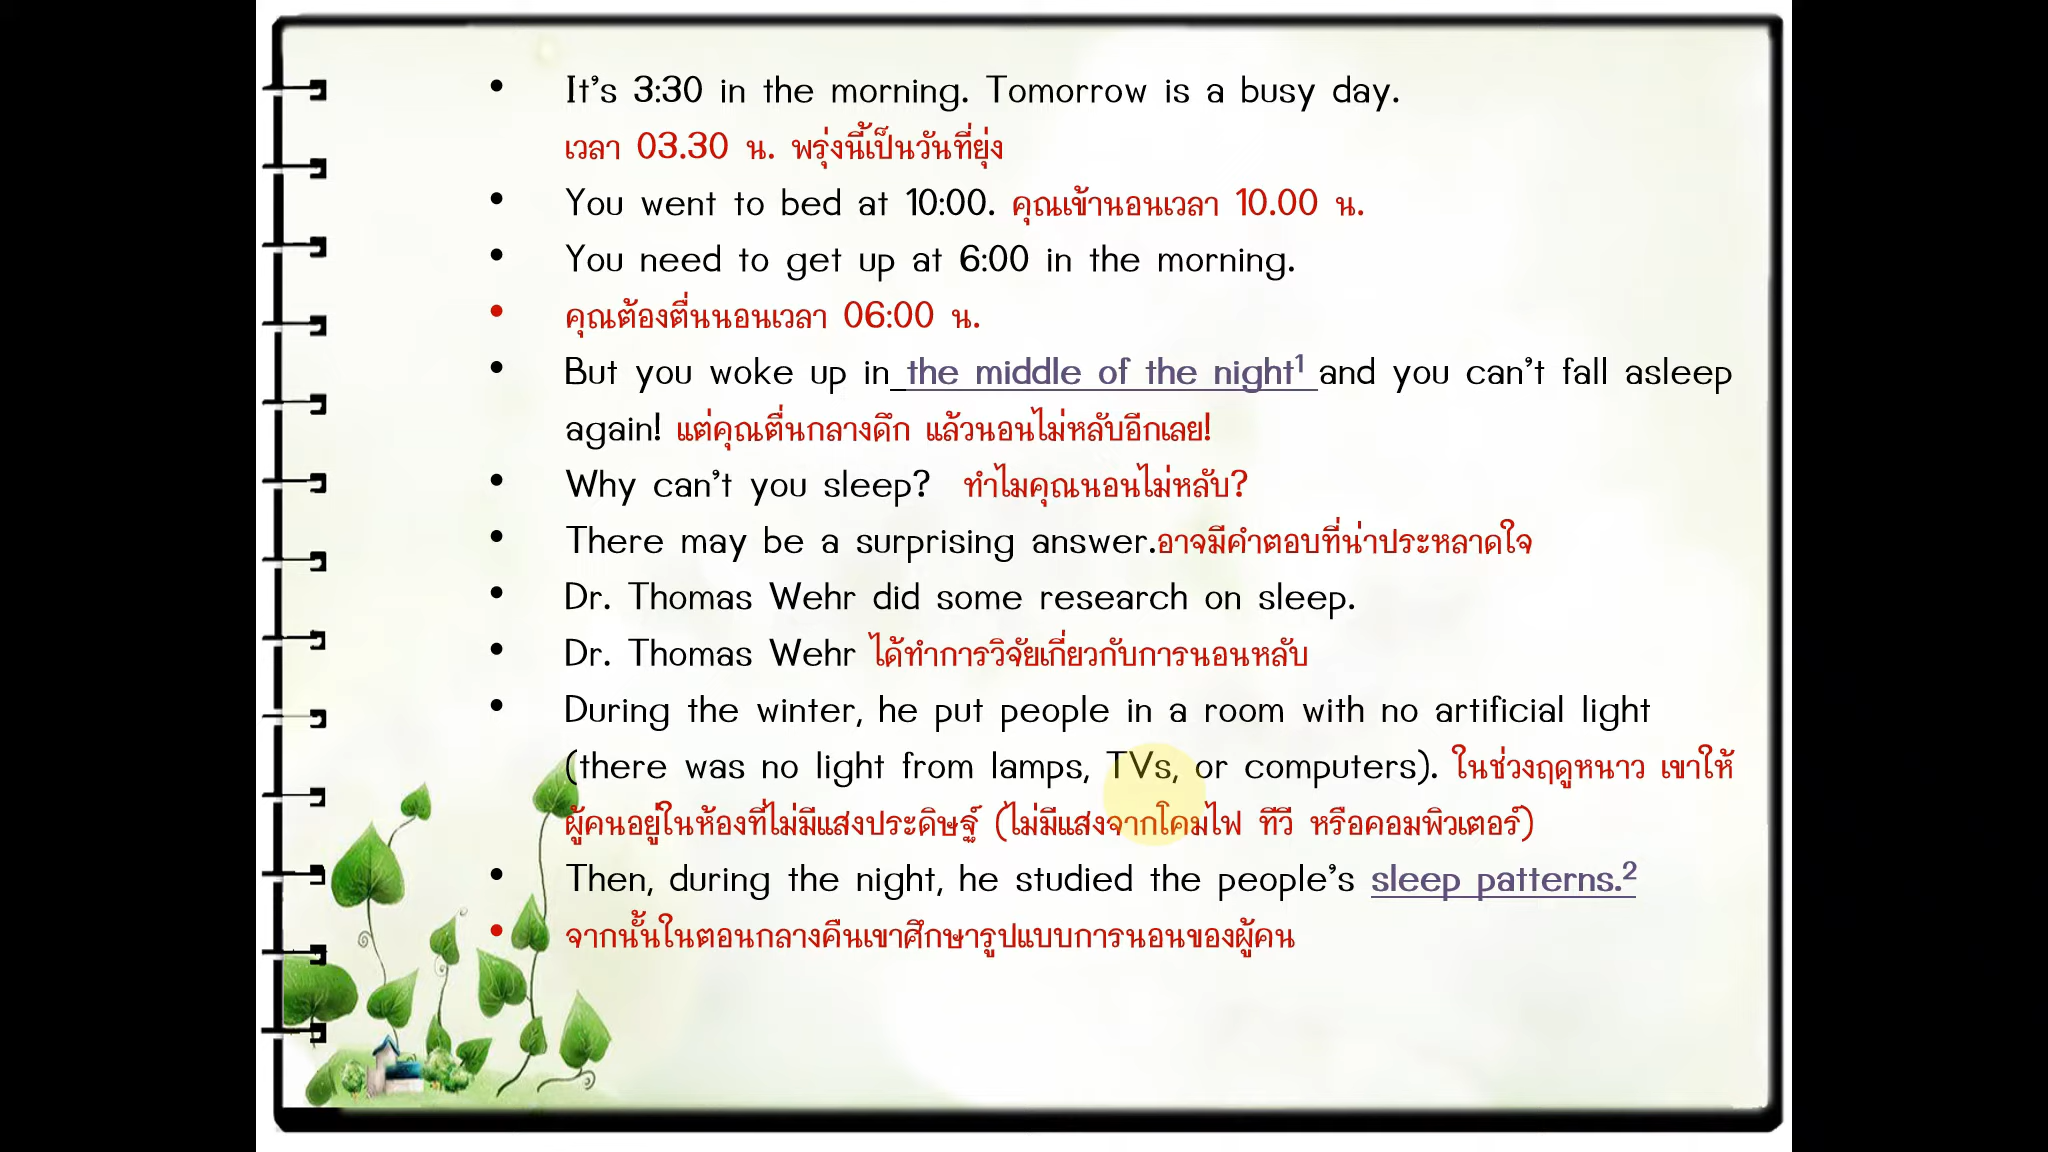 • It's 3:30 in the morning. Tomorrow is a busy day.
เวลา 03.30 น. พรุ่งนี้เป็นวันที่ยุ่ง
• You went to bed at 10:00. คุณเข้านอนเวลา 10.00 น.
• You need to get up at 6:00 in the morning.
• คุณต้องตื่นนอนเวลา 06:00 น.
• But you woke up in the middle of the night¹ and you can't fall asleep
again! แต่คุณตื่นกลางดึก แล้วนอนไม่หลับอีกเลย!
• Why can't you sleep? ทำไมคุณนอนไม่หลับ?
• There may be a surprising answer.อาจมีคำตอบที่น่าประหลาดใจ
• Dr. Thomas Wehr did some research on sleep.
• Dr. Thomas Wehr ได้ทำการวิจัยเกี่ยวกับการนอนหลับ
• During the winter, he put people in a room with no artificial light
(there was no light from lamps, TVs, or computers). ในช่วงฤดูหนาว เขาให้
ผู้คนอยู่ในห้องที่ไม่มีแสงประดิษฐ์ (ไม่มีแสงจากโคมไฟ ทีวี หรือคอมพิวเตอร์)
• Then, during the night, he studied the people's sleep patterns.²
• จากนั้นในตอนกลางคืนเขาศึกษารูปแบบการนอนของผู้คน